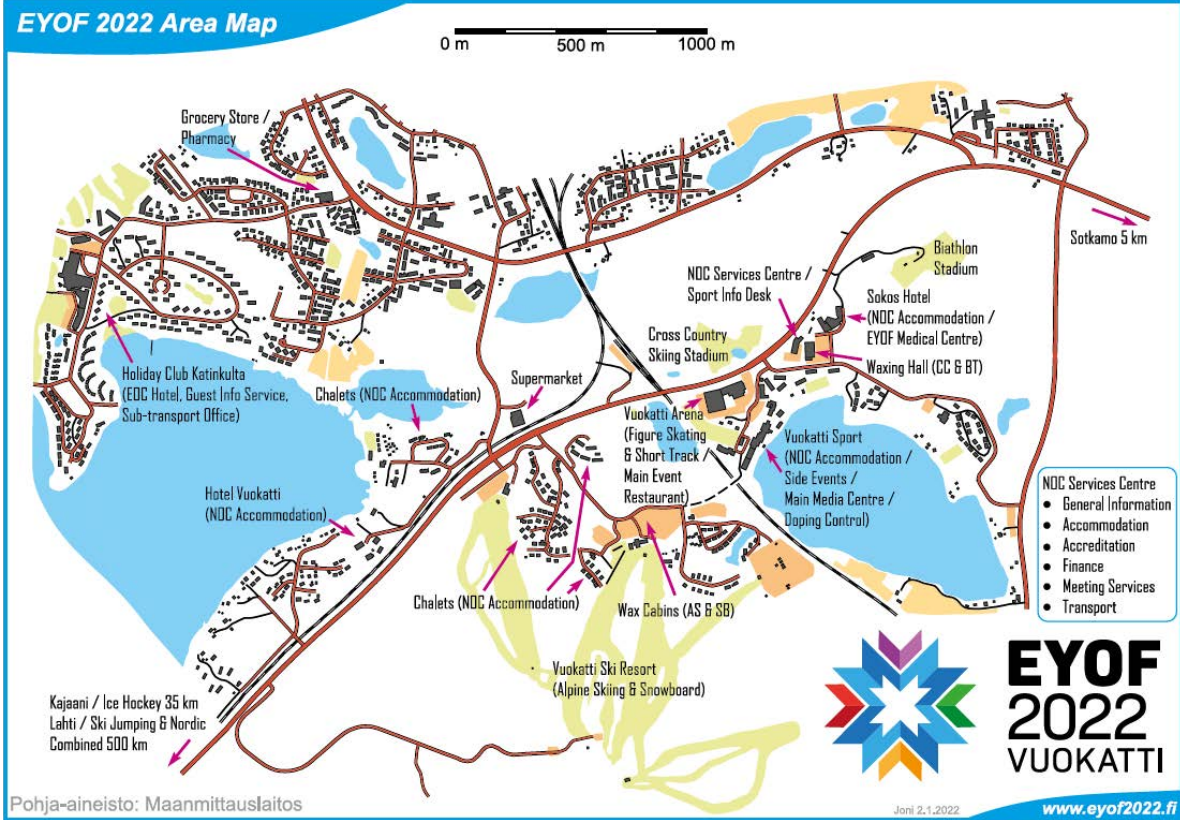 EYOF 2022 Area Map
0 m 500 m 1000 m
Grocery Store /
Pharmacy
Sotkamo 5 km
Biathlon
Stadium
NOC Services Centre /
Sport Info Desk
Sokos Hotel
(NOC Accommodation /
EYOF Medical Centre)
Cross Country
Skiing Stadium
Waxing Hall (CC & BT)
Holiday Club Katinkulta
(EOC Hotel, Guest Info Service,
Sub-transport Office)
Chalets (NOC Accommodation)
Supermarket
Vuokatti Arena
(Figure Skating
& Short Track /
Main Event
Restaurant)
Vuokatti Sport
(NOC Accommodation /
Side Events /
Main Media Centre /
Doping Control)
Hotel Vuokatti
(NOC Accommodation)
NOC Services Centre
• General Information
• Accommodation
• Accreditation
• Finance
• Meeting Services
• Transport
Chalets (NOC Accommodation)
Wax Cabins (AS & SB)
Vuokatti Ski Resort
(Alpine Skiing & Snowboard)
Kajaani / Ice Hockey 35 km
Lahti / Ski Jumping & Nordic
Combined 500 km
EYOF
2022
VUOKATTI
Pohja-aineisto: Maanmittauslaitos
Joni 2.1.2022
www.eyof2022.fi